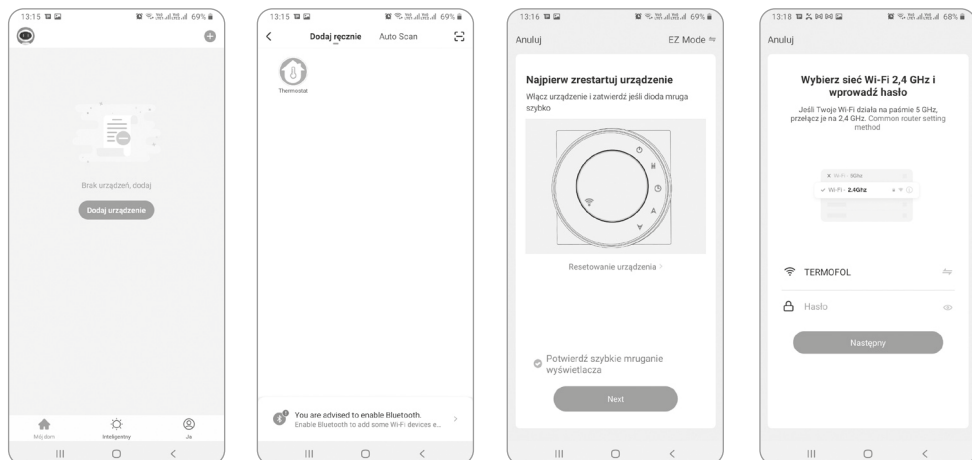 13:15
69%
Brak urządzeń, dodaj
Dodaj urządzenie
Mój dom
Inteligentny
Ja
13:15
69%
Dodaj ręcznie
Auto Scan
Thermostat
You are advised to enable Bluetooth.
Enable Bluetooth to add some Wi-Fi devices e...
13:16
69%
Anuluj
EZ Mode
Najpierw zrestartuj urządzenie
Włącz urządzenie i zatwierdź jeśli dioda mruga
szybko
M
A
Resetowanie urządzenia >
Potwierdź szybkie mruganie
wyświetlacza
Next
13:18
68%
Anuluj
Wybierz sieć Wi-Fi 2,4 GHz i
wprowadź hasło
Jeśli Twoje Wi-Fi działa na paśmie 5 GHz,
przełącz je na 2,4 GHz. Common router setting
method
Wi-Fi - 5Ghz
Wi-Fi - 2.4Ghz
TERMOFOL
Hasło
Następny